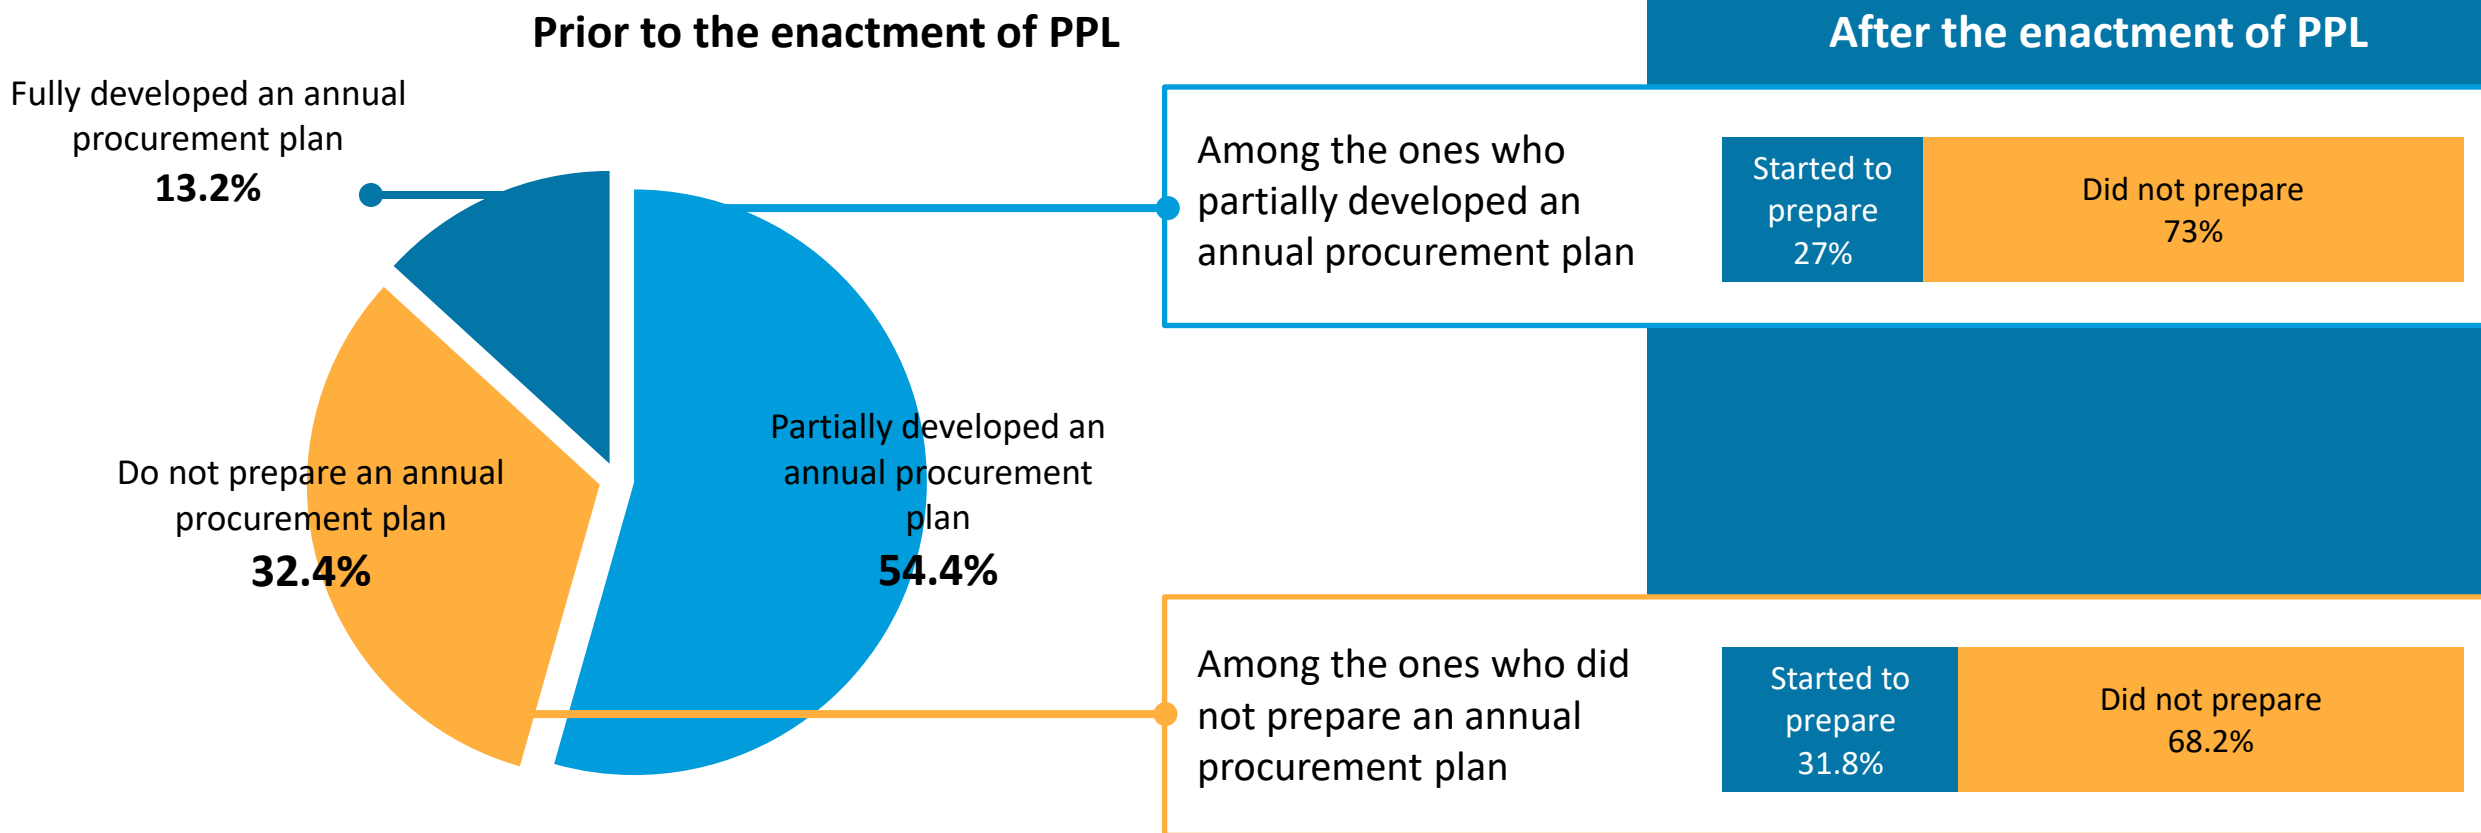 Prior to the enactment of PPL
After the enactment of PPL
Fully developed an annual
procurement plan
13.2%
Do not prepare an annual
procurement plan
32.4%
Partially developed an
annual procurement
plan
54.4%
Among the ones who
partially developed an
annual procurement plan
Started to
prepare
27%
Did not prepare
73%
Among the ones who did
not prepare an annual
procurement plan
Started to
prepare
31.8%
Did not prepare
68.2%